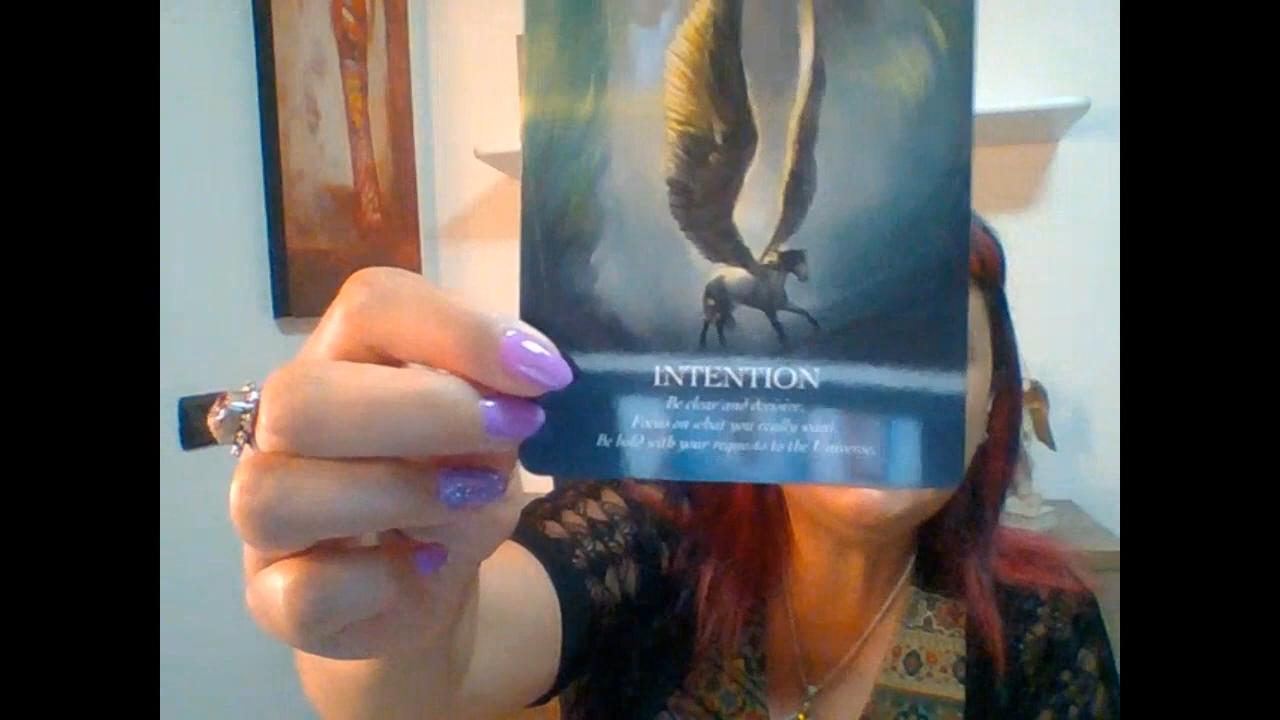 INTENTION
Be clear and decisive.
Focus on what you really want.
Be bold with your requests to the Universe.